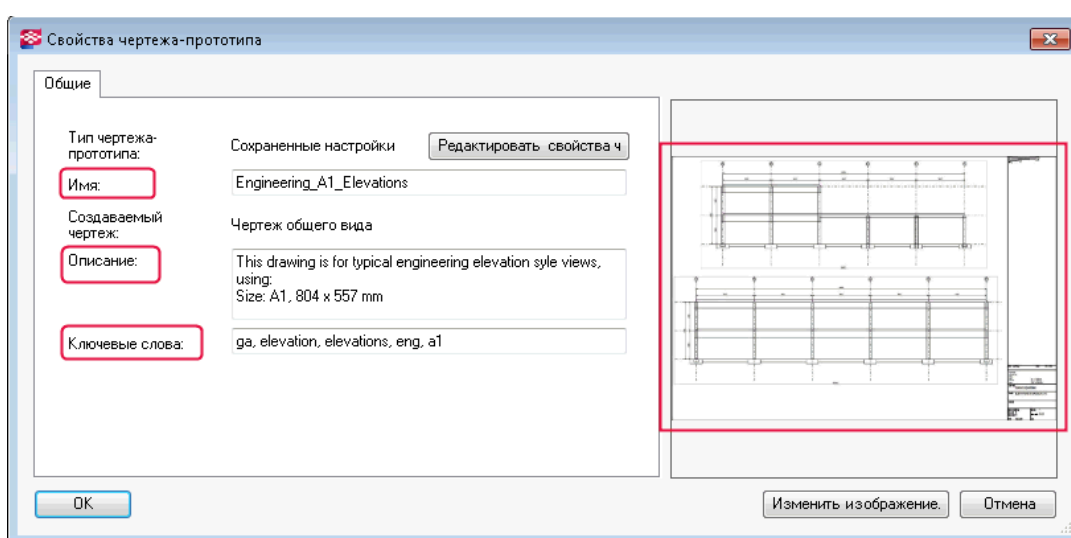 Свойства чертежа-прототипа
Общие
Тип чертежа-
прототипа:
Сохраненные настройки
Редактировать свойства ч
Имя:
Engineering_A1_Elevations
Создаваемый
чертеж:
Чертеж общего вида
Описание:
This drawing is for typical engineering elevation syle views,
using:
Size: A1, 804 x 557 mm
Ключевые слова:
ga, elevation, elevations, eng, a1
OK
Изменить изображение.
Отмена